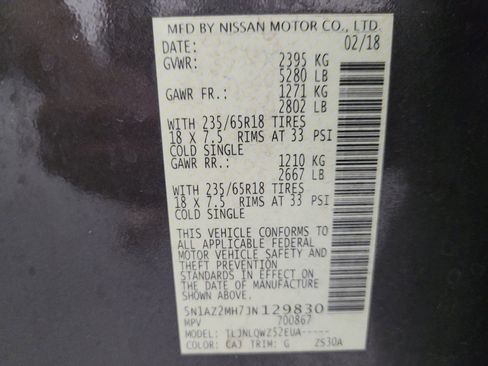 MFD BY NISSAN MOTOR CO., LTD.
DATE: 02/18
GVWR: 2395 KG
5280 LB
GAWR FR.: 1271 KG
2802 LB
WITH 235/65R18 TIRES
18 X 7.5 RIMS AT 33 PSI
COLD SINGLE
GAWR RR.: 1210 KG
2667 LB
WITH 235/65R18 TIRES
18 X 7.5 RIMS AT 33 PSI
COLD SINGLE
THIS VEHICLE CONFORMS TO
ALL APPLICABLE FEDERAL
MOTOR VEHICLE SAFETY AND
THEFT PREVENTION
STANDARDS IN EFFECT ON
THE DATE OF MANUFACTURE
SHOWN ABOVE.
5N1AZ2MH7JN129830
MPV 700867
MODEL: TLJNLQWZ52EUA-----
COLOR: CAJ TRIM: G Z530A